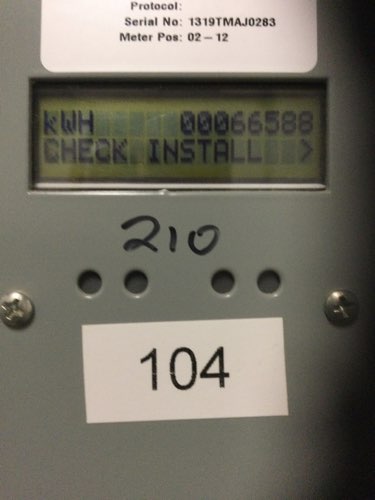 Protocol:
Serial No: 1319TMAJ0283
Meter Pos: 02 – 12
kWH 00066588
CHECK INSTALL >
210
104